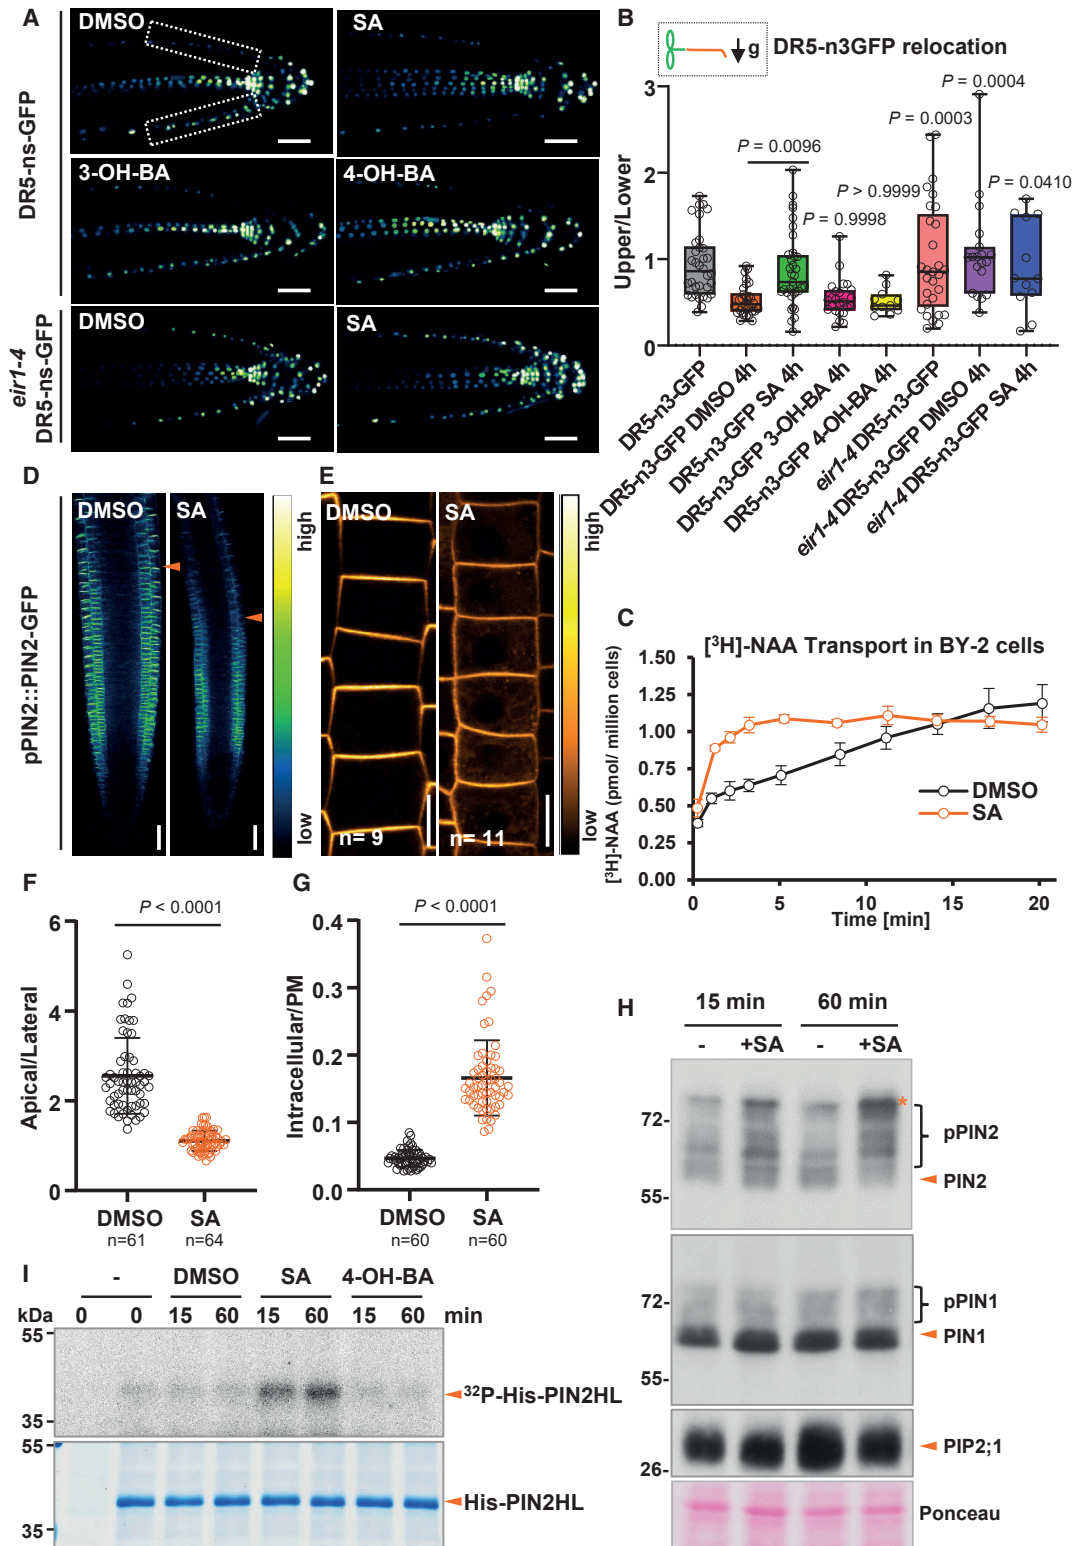 A
DR5-ns-GFP
DMSO
SA
3-OH-BA
4-OH-BA
eir1-4
DR5-ns-GFP
DMSO
SA
B
g
DR5-n3GFP relocation
Upper/Lower
3
2
1
0
P = 0.0096
P = 0.9998
P > 0.9999
P = 0.0003
P = 0.0004
P = 0.0410
DR5-n3-GFP
DR5-n3-GFP DMSO 4h
DR5-n3-GFP SA 4h
DR5-n3-GFP 3-OH-BA 4h
DR5-n3-GFP 4-OH-BA 4h
eir1-4 DR5-n3-GFP
eir1-4 DR5-n3-GFP DMSO 4h
eir1-4 DR5-n3-GFP SA 4h
D
pPIN2::PIN2-GFP
DMSO
SA
high
low
E
DMSO
SA
n= 9
n= 11
high
low
C
[³H]-NAA Transport in BY-2 cells
[³H]-NAA (pmol/ million cells)
1.50
1.25
1.00
0.75
0.50
0.25
0.00
0 5 10 15 20
Time [min]
DMSO
SA
F
P < 0.0001
Apical/Lateral
6
4
2
0
DMSO SA
n=61 n=64
G
P < 0.0001
Intracellular/PM
0.4
0.3
0.2
0.1
0.0
DMSO SA
n=60 n=60
H
15 min 60 min
- +SA - +SA
72-
55-
*
pPIN2
PIN2
72-
55-
pPIN1
PIN1
26-
PIP2;1
Ponceau
I
- DMSO SA 4-OH-BA
kDa 0 0 15 60 15 60 15 60 min
55
35
³²P-His-PIN2HL
55
35
His-PIN2HL